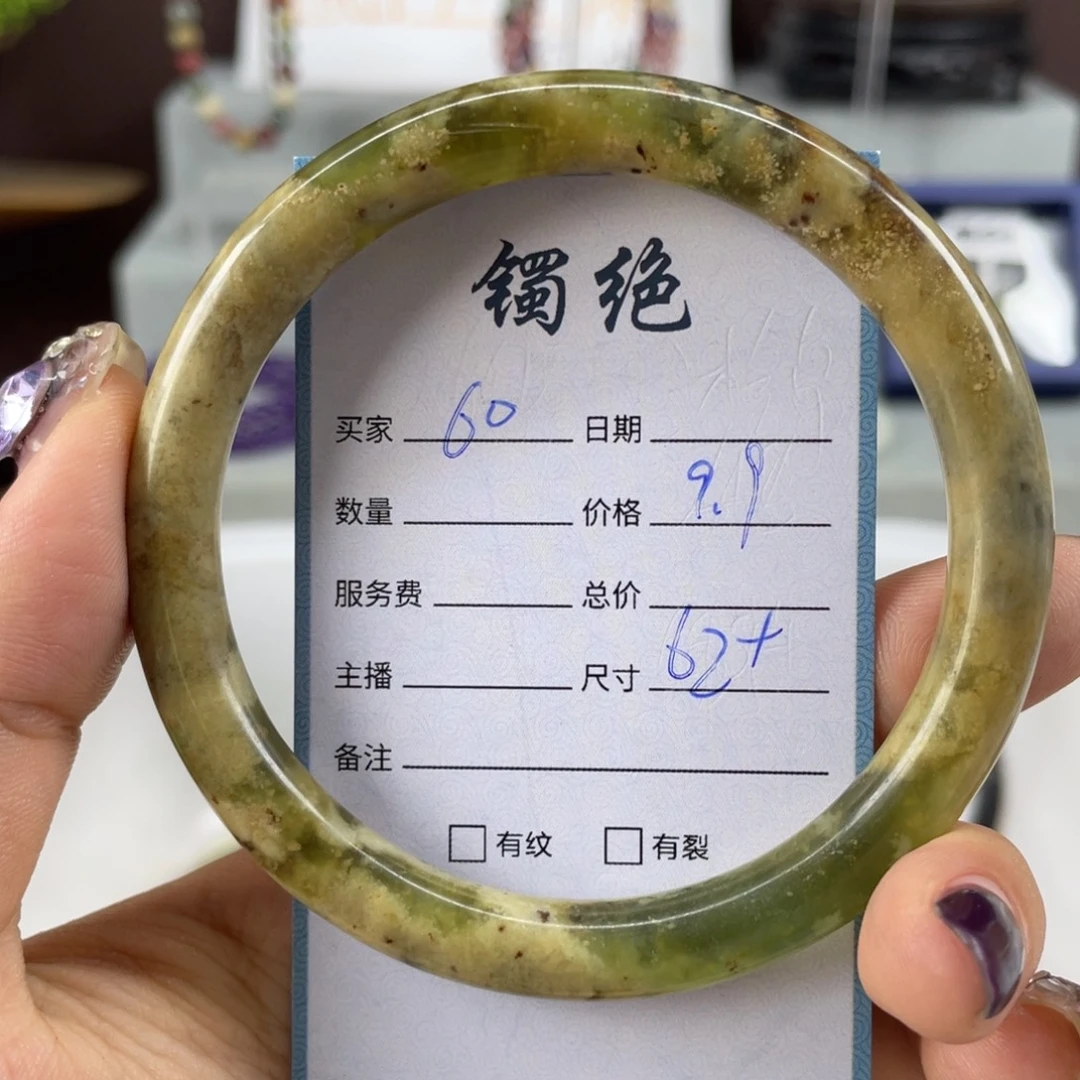 镯绝
买家 60 日期
数量 价格 9.9
服务费 总价
主播 尺寸 62+
备注
有纹 有裂